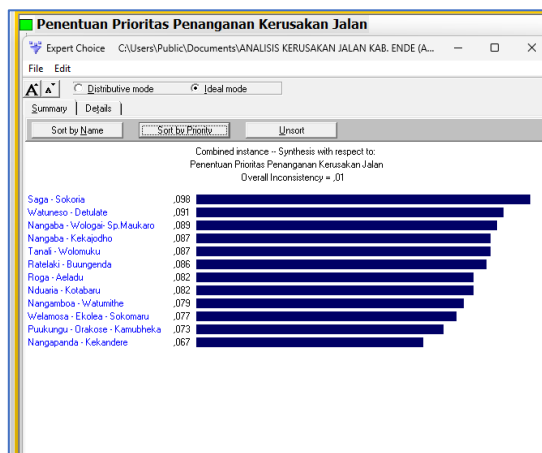 Penentuan Prioritas Penanganan Kerusakan Jalan
Expert Choice C:\Users\Public\Documents\ANALISIS KERUSAKAN JALAN KAB. ENDE (A...
File Edit
A A Distributive mode Ideal mode
Summary Details
Sort by Name Sort by Priority Unsort
Combined instance -- Synthesis with respect to:
Penentuan Prioritas Penanganan Kerusakan Jalan
Overall Inconsistency = ,01
Saga - Sokoria ,098
Watuneso - Detulate ,091
Nangaba - Wologai- Sp.Maukaro ,089
Nangaba - Kekajodho ,087
Tanali - Wolomuku ,087
Ratelaki - Buungenda ,086
Roga - Aeladu ,082
Nduaria - Kotabaru ,082
Nangamboa - Watumithe ,079
Welamosa - Ekolea - Sokomaru ,077
Puukungu - Orakose - Kamubheka ,073
Nangapanda - Kekandere ,067